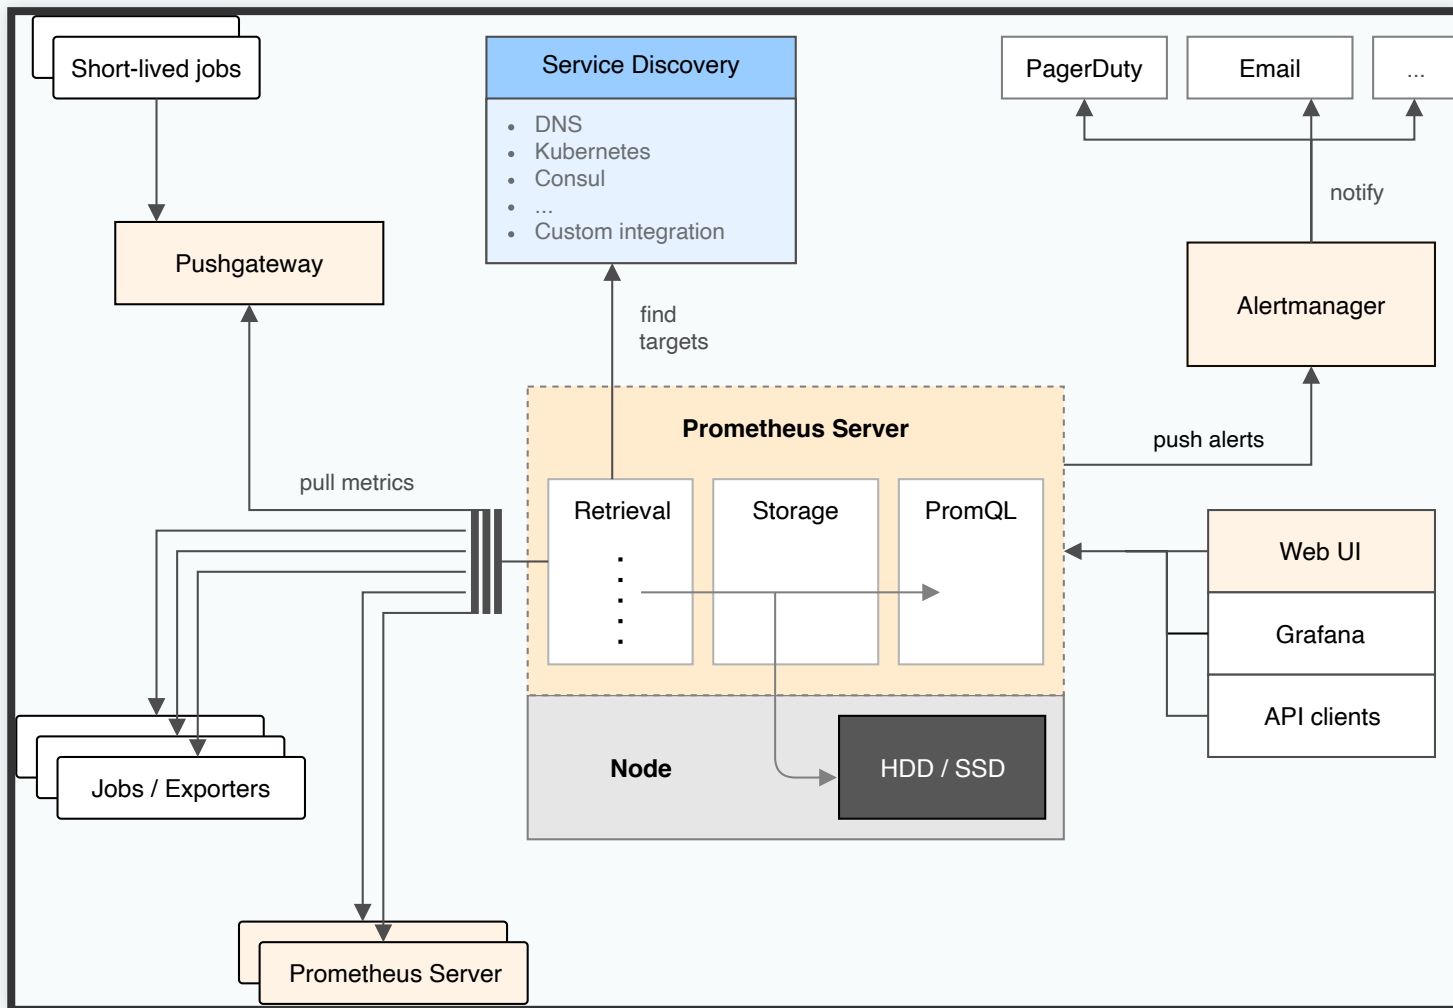 Short-lived jobs
Service Discovery
• DNS
• Kubernetes
• Consul
• ...
• Custom integration
PagerDuty
Email
...
notify
Pushgateway
Alertmanager
find
targets
Prometheus Server
push alerts
pull metrics
Retrieval
Storage
PromQL
Web UI
Grafana
API clients
Node
HDD / SSD
Jobs / Exporters
Prometheus Server